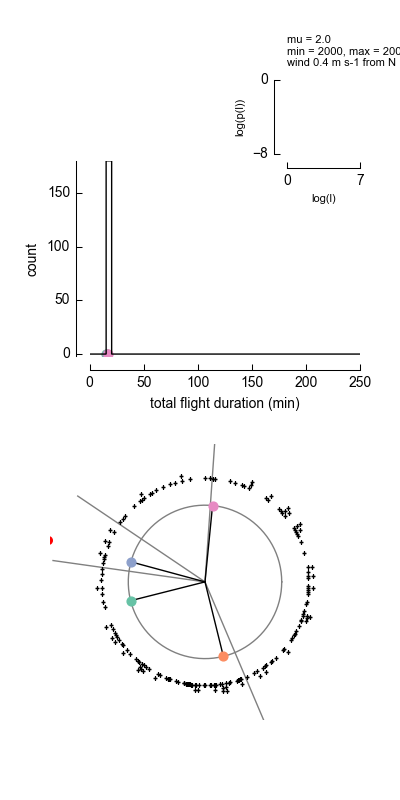 mu = 2.0
min = 2000, max = 200
wind 0.4 m s-1 from N
0
log(p(l))
−8
0 7
log(l)
150
100
50
0
count
0 50 100 150 200 250
total flight duration (min)